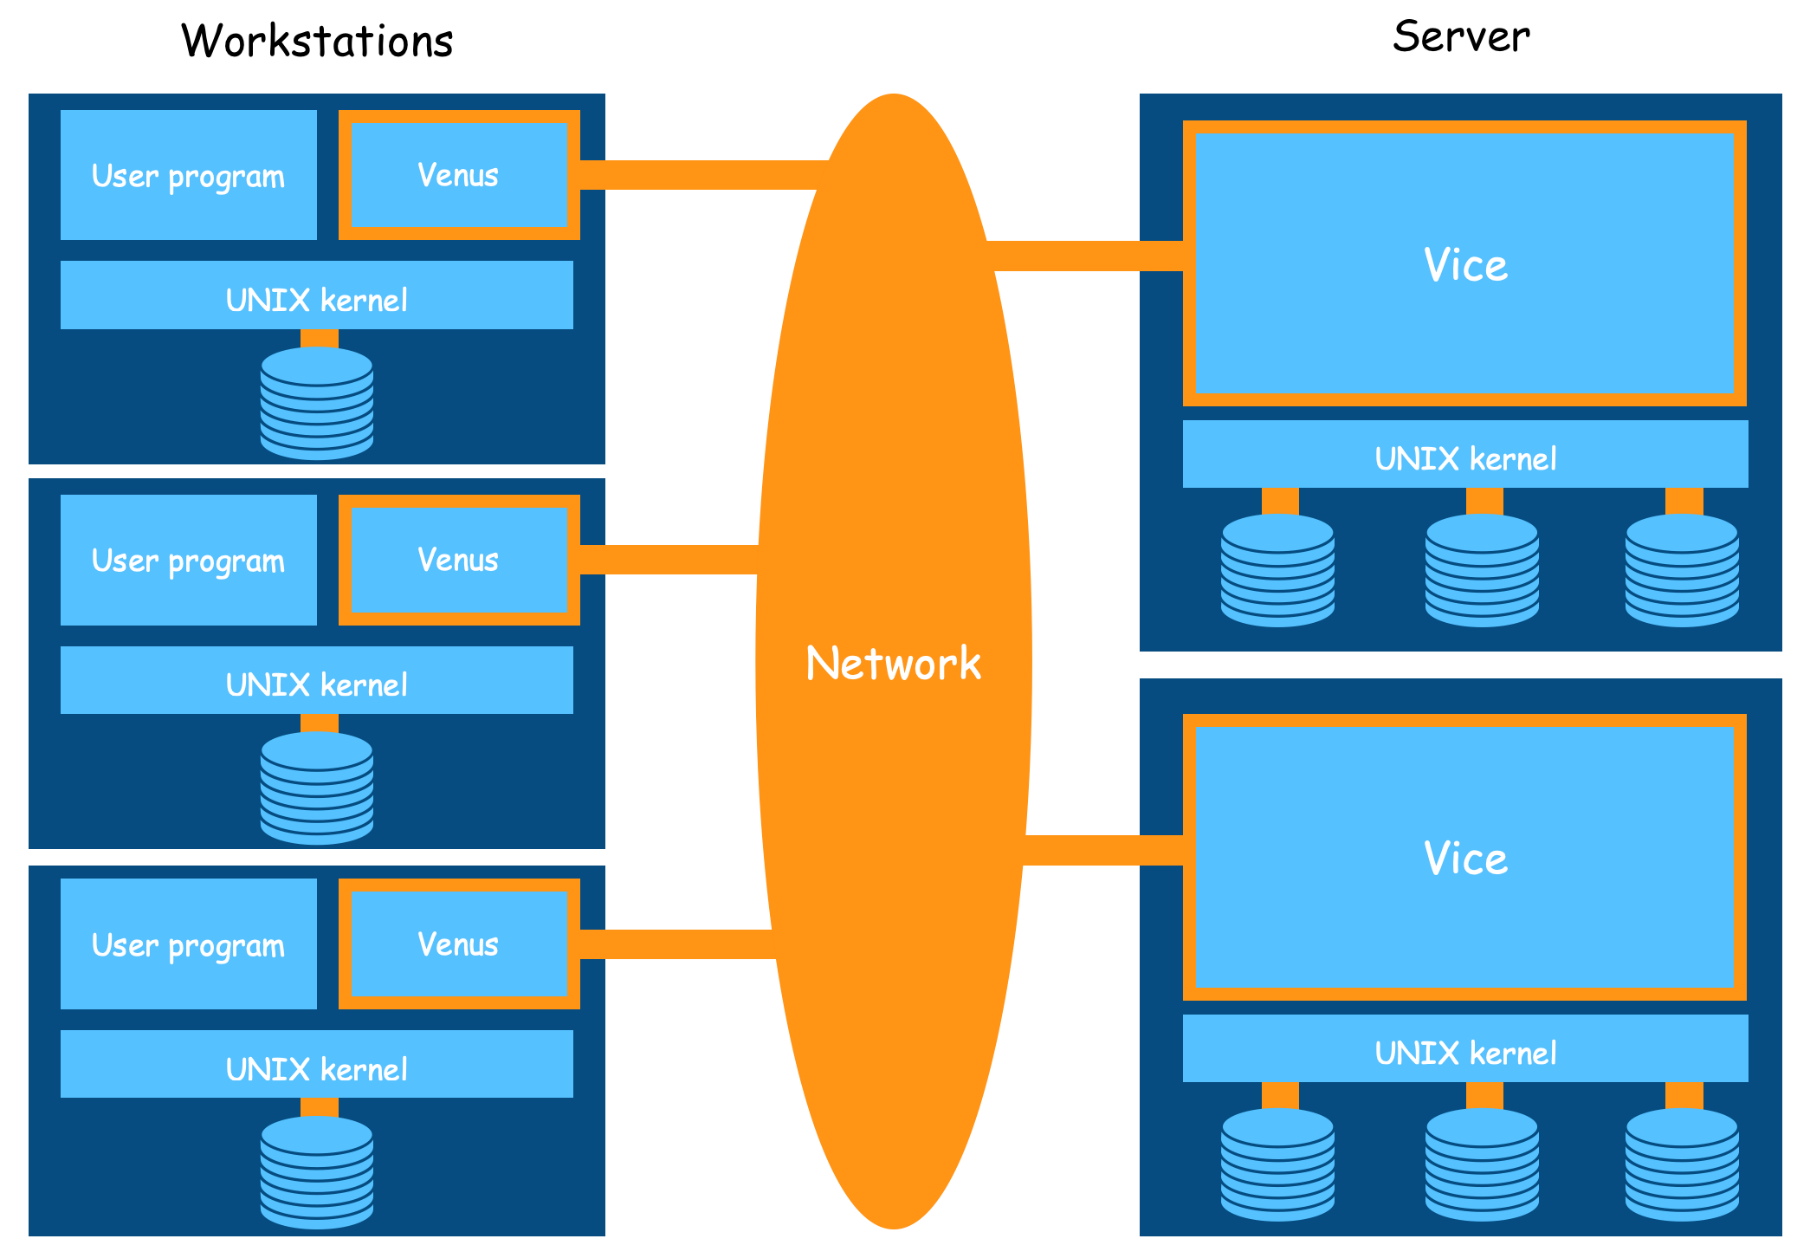 Workstations
Server
User program
Venus
UNIX kernel
User program
Venus
UNIX kernel
User program
Venus
UNIX kernel
Network
Vice
UNIX kernel
Vice
UNIX kernel